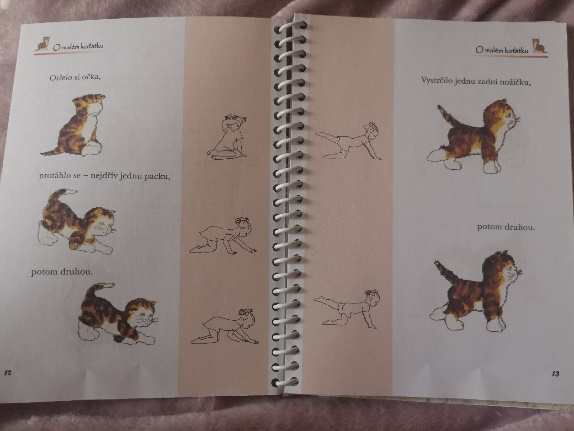 O malém koťátku
Otřelo si očka,
protáhlo se – nejdřív jednu packu,
potom druhou.
12
O malém koťátku
Vystrčilo jednu zadní nožičku,
potom druhou.
13